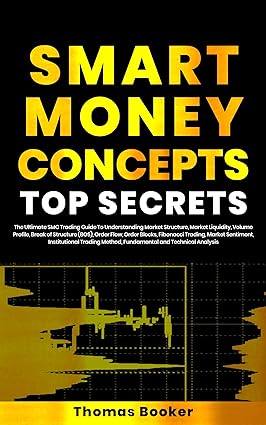 SMART
MONEY
CONCEPTS
TOP SECRETS
The Ultimate SMC Trading Guide To Understanding Market Structure, Market Liquidity, Volume
Profile, Break of Structure (BOS), Order Flow, Order Blocks, Fibonacci Trading, Market Sentiment,
Institutional Trading Method, Fundamental and Technical Analysis
Thomas Booker